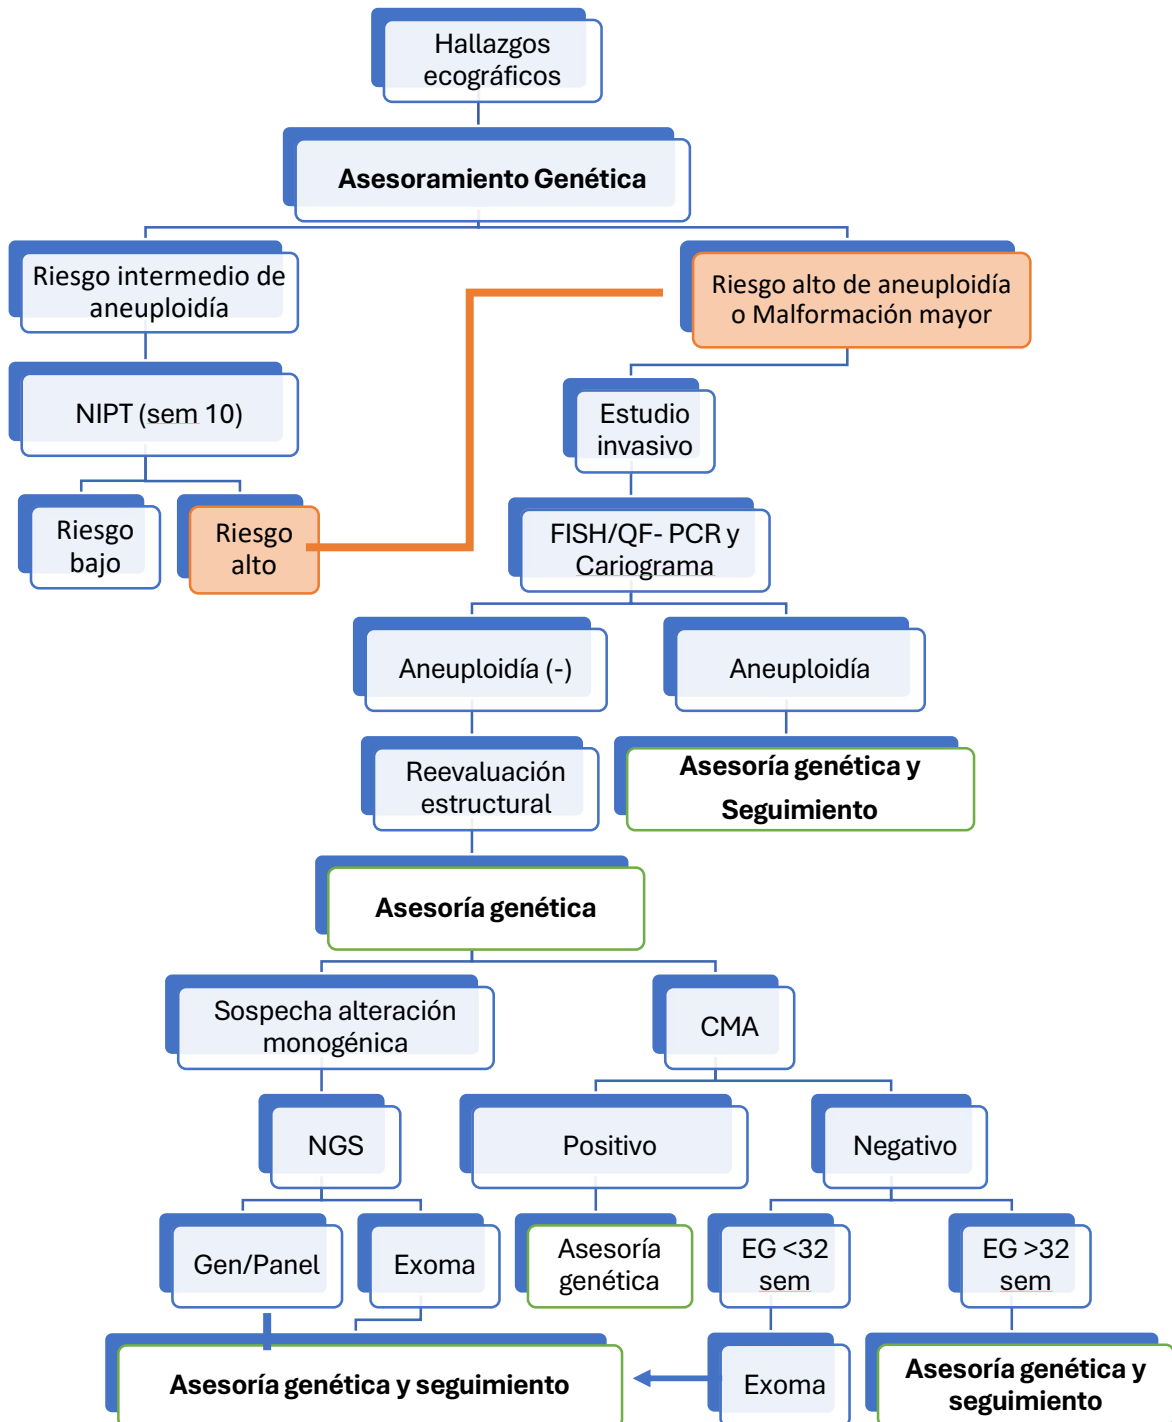 Hallazgos
ecográficos
Asesoramiento Genética
Riesgo intermedio de
aneuploidía
Riesgo alto de aneuploidía
o Malformación mayor
NIPT (sem 10)
Estudio
invasivo
Riesgo
bajo
Riesgo
alto
FISH/QF- PCR y
Cariograma
Aneuploidía (-)
Aneuploidía
Reevaluación
estructural
Asesoría genética y
Seguimiento
Asesoría genética
Sospecha alteración
monogénica
CMA
NGS
Positivo
Negativo
Gen/Panel
Exoma
Asesoría
genética
EG <32
sem
EG >32
sem
Asesoría genética y seguimiento
Exoma
Asesoría genética y
seguimiento